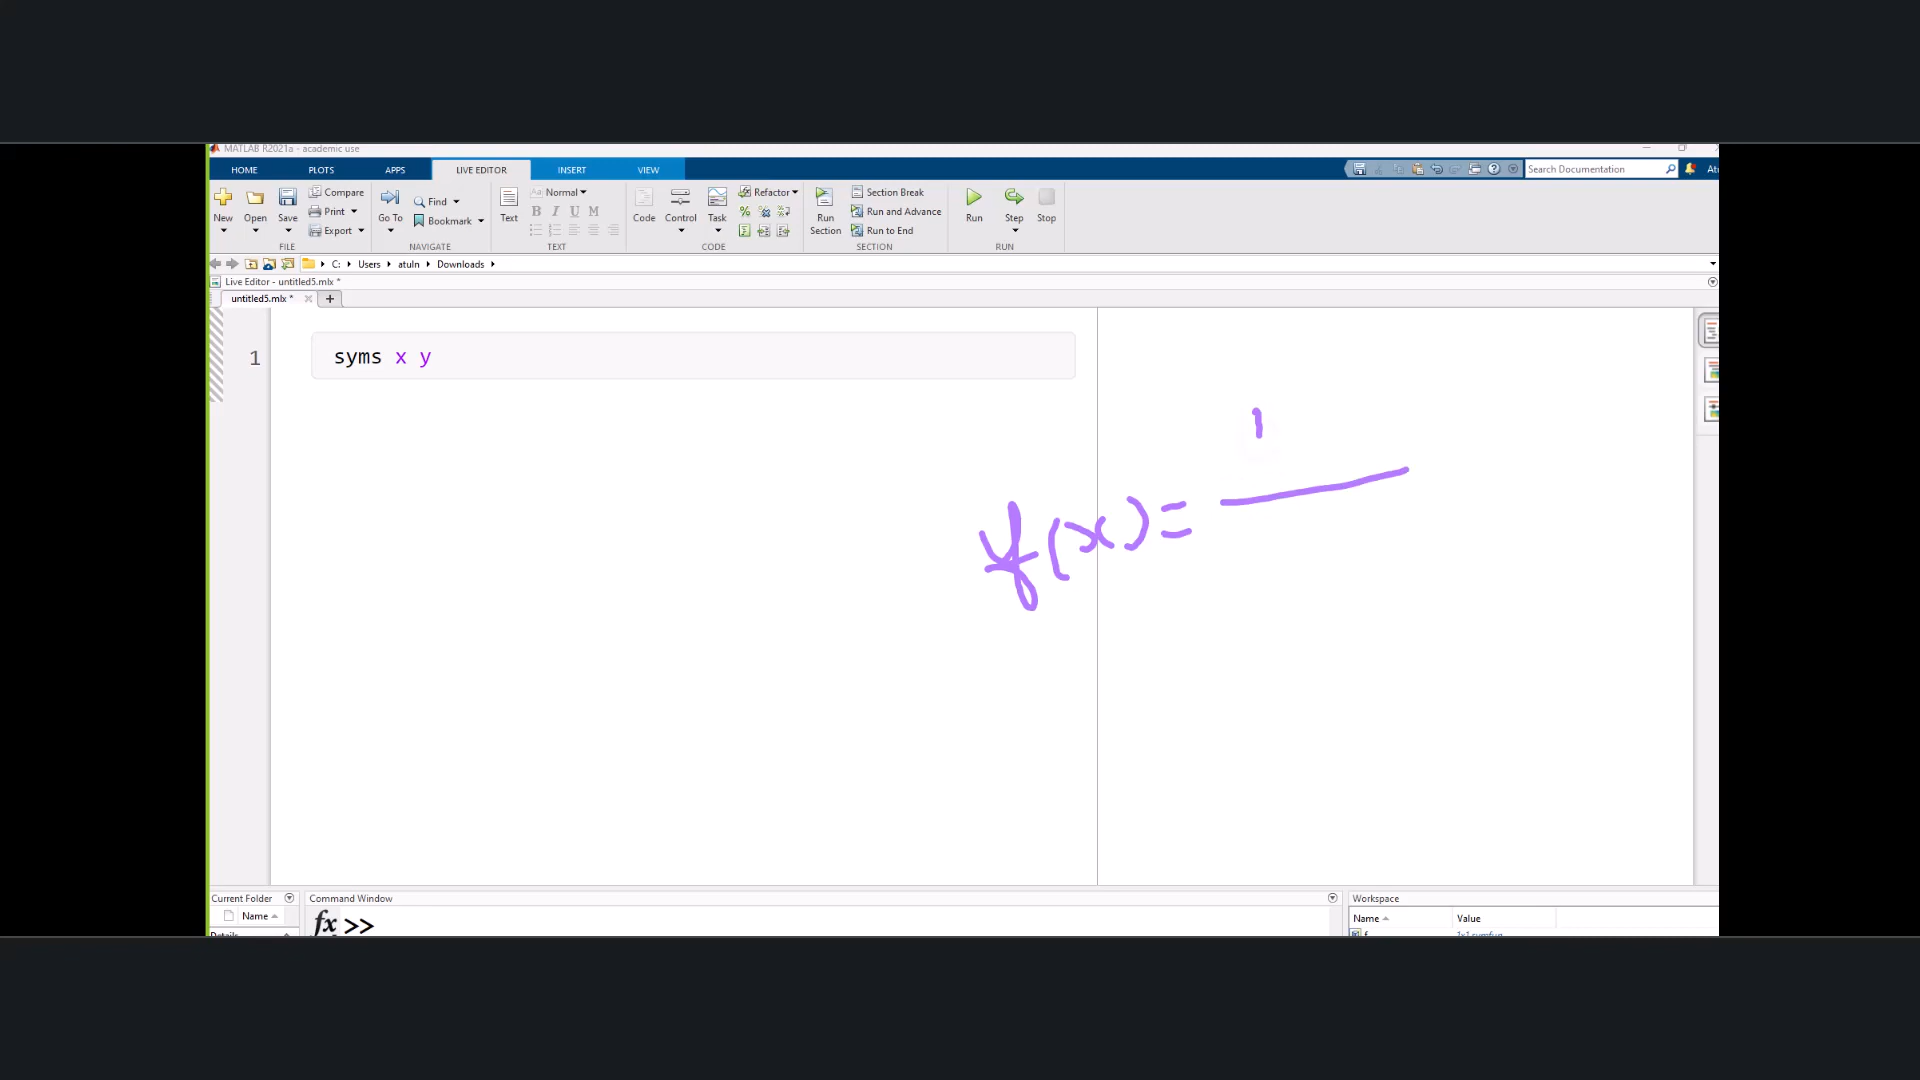 MATLAB R2021a - academic use
HOME PLOTS APPS LIVE EDITOR INSERT VIEW
Search Documentation
New Open Save Compare Print Export
FILE
Go To Find Bookmark
NAVIGATE
Text Normal
B I U M
TEXT
Code Control Task Refactor
CODE
Run Section Section Break Run and Advance Run to End
SECTION
Run Step Stop
RUN
C: Users atuln Downloads
Live Editor - untitled5.mlx *
untitled5.mlx * +
1 syms x y
1
f(x)=
Current Folder
Name
Details
Command Window
fx >>
Workspace
Name Value
f 1x1 symfun